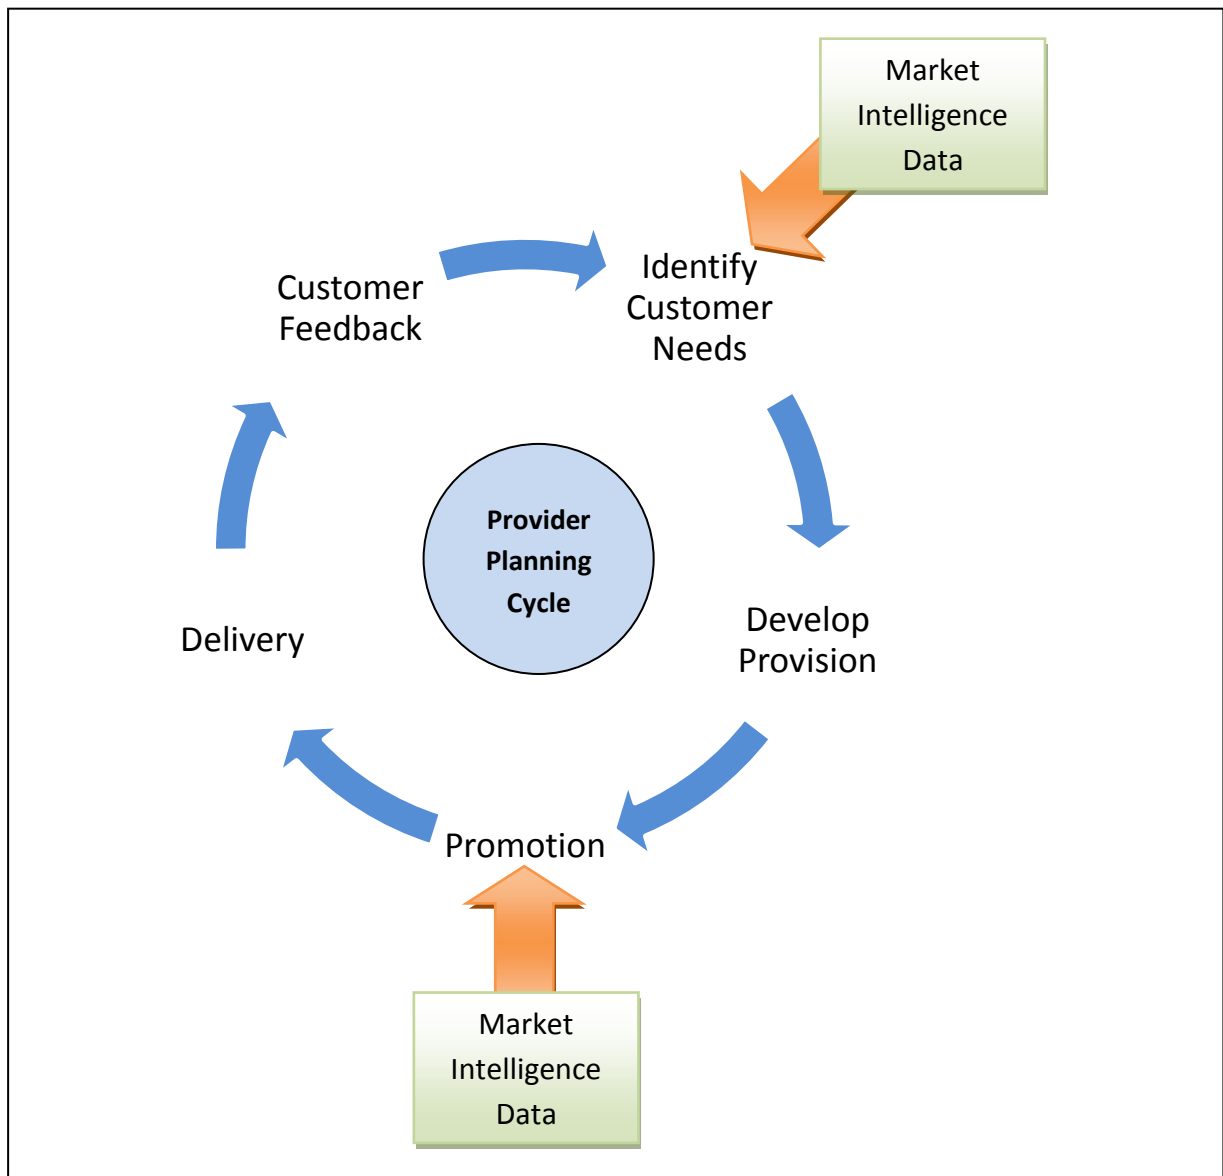 Market
Intelligence
Data
Identify
Customer
Needs
Customer
Feedback
Provider
Planning
Cycle
Develop
Provision
Delivery
Promotion
Market
Intelligence
Data